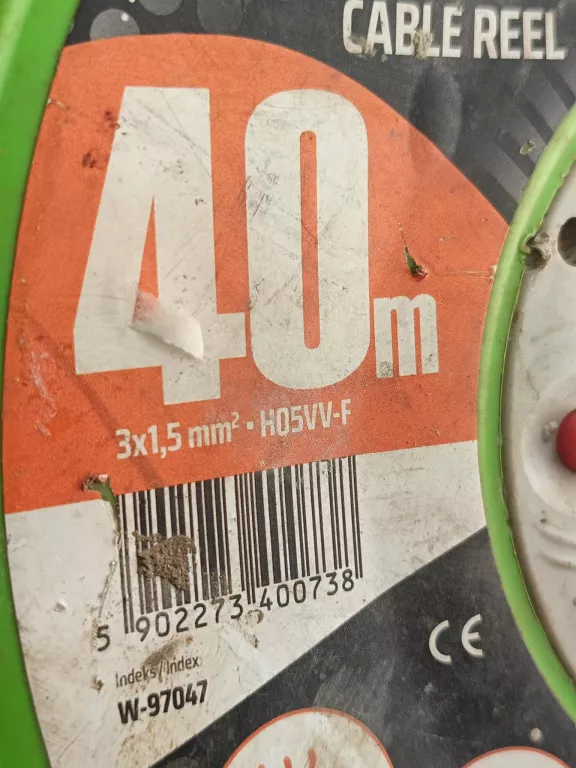 CABLE REEL
40m
3x1,5 mm² • H05VV-F
5 902273 400738
Indeks/Index
W-97047
CE